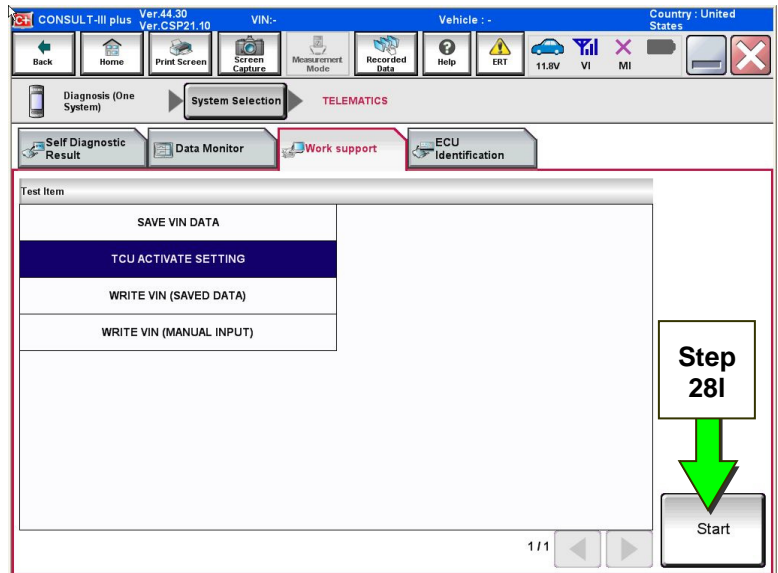 C+ CONSULT-III plus Ver.44.30 VIN:- Vehicle : - Country : United
Ver.CSP21.10 States
Back Home Print Screen Screen Capture Measurement Mode Recorded Data Help ERT 11.8V VI MI
Diagnosis (One System) System Selection TELEMATICS
Self Diagnostic Result Data Monitor Work support ECU Identification
Test Item
SAVE VIN DATA
TCU ACTIVATE SETTING
WRITE VIN (SAVED DATA)
WRITE VIN (MANUAL INPUT)
Step
28l
Start
1/1